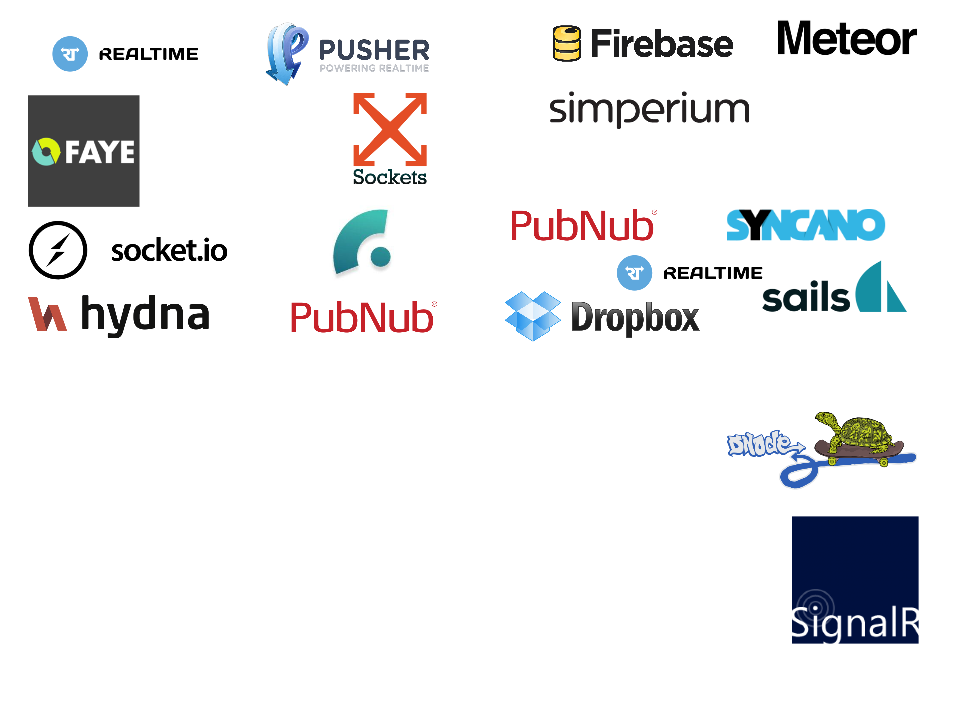 REALTIME
PUSHER
POWERING REALTIME
Firebase
Meteor
simperium
FAYE
Sockets
socket.io
PubNub
SYNCANO
REALTIME
sails
hydna
PubNub
Dropbox
dNode
SignalR